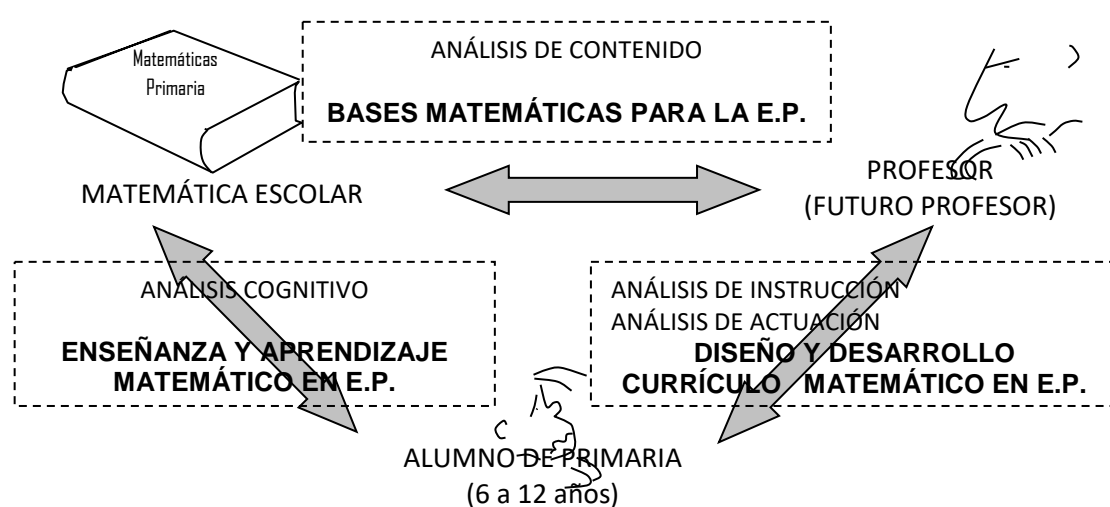 Matemáticas
Primaria
ANÁLISIS DE CONTENIDO
BASES MATEMÁTICAS PARA LA E.P.
MATEMÁTICA ESCOLAR
PROFESOR
(FUTURO PROFESOR)
ANÁLISIS COGNITIVO
ENSEÑANZA Y APRENDIZAJE
MATEMÁTICO EN E.P.
ANÁLISIS DE INSTRUCCIÓN
ANÁLISIS DE ACTUACIÓN
DISEÑO Y DESARROLLO
CURRÍCULO MATEMÁTICO EN E.P.
ALUMNO DE PRIMARIA
(6 a 12 años)